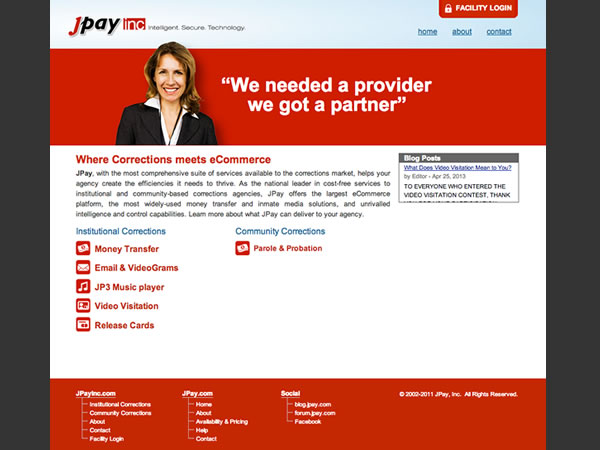 FACILITY LOGIN
Jpay inc Intelligent. Secure. Technology.
home about contact
“We needed a provider
we got a partner”
Where Corrections meets eCommerce
JPay, with the most comprehensive suite of services available to the corrections market, helps your
agency create the efficiencies it needs to thrive. As the national leader in cost-free services to
institutional and community-based corrections agencies, JPay offers the largest eCommerce
platform, the most widely-used money transfer and inmate media solutions, and unrivalled
intelligence and control capabilities. Learn more about what JPay can deliver to your agency.
Blog Posts
What Does Video Visitation Mean to You?
by Editor - Apr 25, 2013
TO EVERYONE WHO ENTERED THE
VIDEO VISITATION CONTEST, THANK
Institutional Corrections
Money Transfer
Email & VideoGrams
JP3 Music player
Video Visitation
Release Cards
Community Corrections
Parole & Probation
JPayInc.com
Institutional Corrections
Community Corrections
About
Contact
Facility Login
JPay.com
Home
About
Availability & Pricing
Help
Contact
Social
blog.jpay.com
forum.jpay.com
Facebook
© 2002-2011 JPay, Inc. All Rights Reserved.